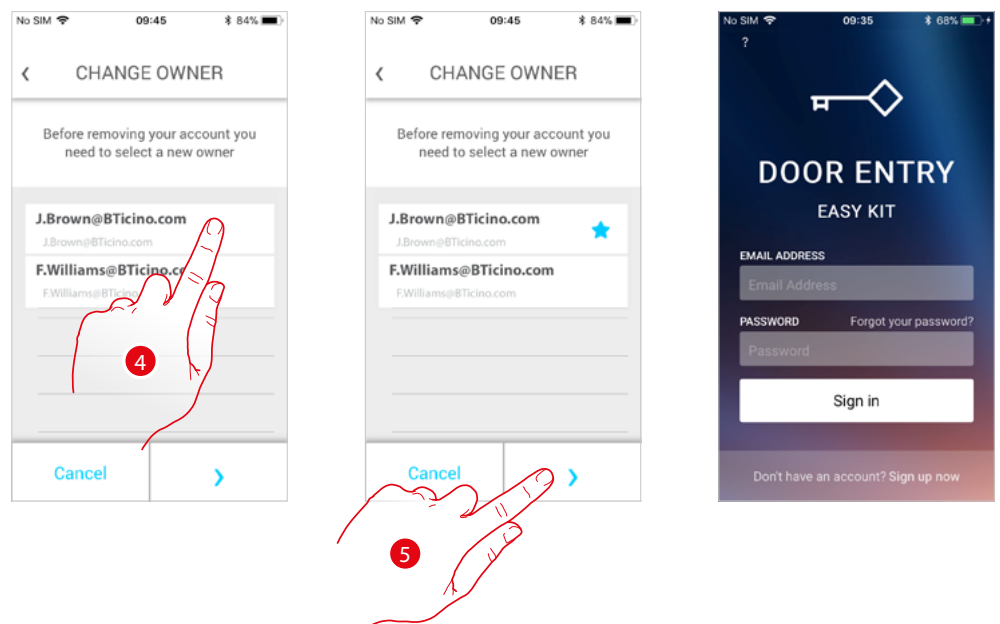 No SIM 09:45 84%
CHANGE OWNER
Before removing your account you
need to select a new owner
J.Brown@BTicino.com
J.Brown@BTicino.com
F.Williams@BTicino.co
F.Williams@BTicino
4
Cancel
No SIM 09:45 84%
CHANGE OWNER
Before removing your account you
need to select a new owner
J.Brown@BTicino.com
J.Brown@BTicino.com
F.Williams@BTicino.com
F.Williams@BTicino.com
Cancel
5
No SIM 09:35 68%
?
DOOR ENTRY
EASY KIT
EMAIL ADDRESS
Email Address
PASSWORD Forgot your password?
Password
Sign in
Don't have an account? Sign up now